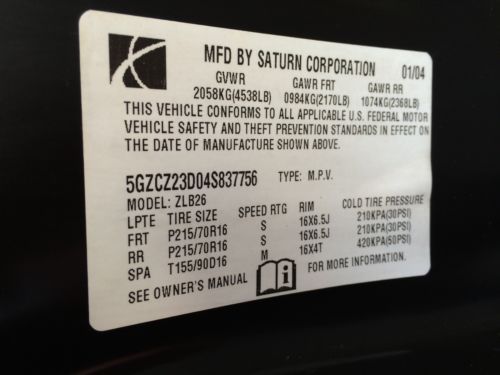 MFD BY SATURN CORPORATION 01/04
GVWR GAWR FRT GAWR RR
2058KG(4538LB) 0984KG(2170LB) 1074KG(2368LB)
THIS VEHICLE CONFORMS TO ALL APPLICABLE U.S. FEDERAL MOTOR
VEHICLE SAFETY AND THEFT PREVENTION STANDARDS IN EFFECT ON
THE DATE OF MANUFACTURE SHOWN ABOVE.
5GZCZ23D04S837756 TYPE: M.P.V.
MODEL: ZLB26
LPTE TIRE SIZE SPEED RTG RIM COLD TIRE PRESSURE
FRT P215/70R16 S 16X6.5J 210KPA(30PSI)
RR P215/70R16 S 16X6.5J 210KPA(30PSI)
SPA T155/90D16 M 16X4T 420KPA(60PSI)
SEE OWNER'S MANUAL FOR MORE INFORMATION.